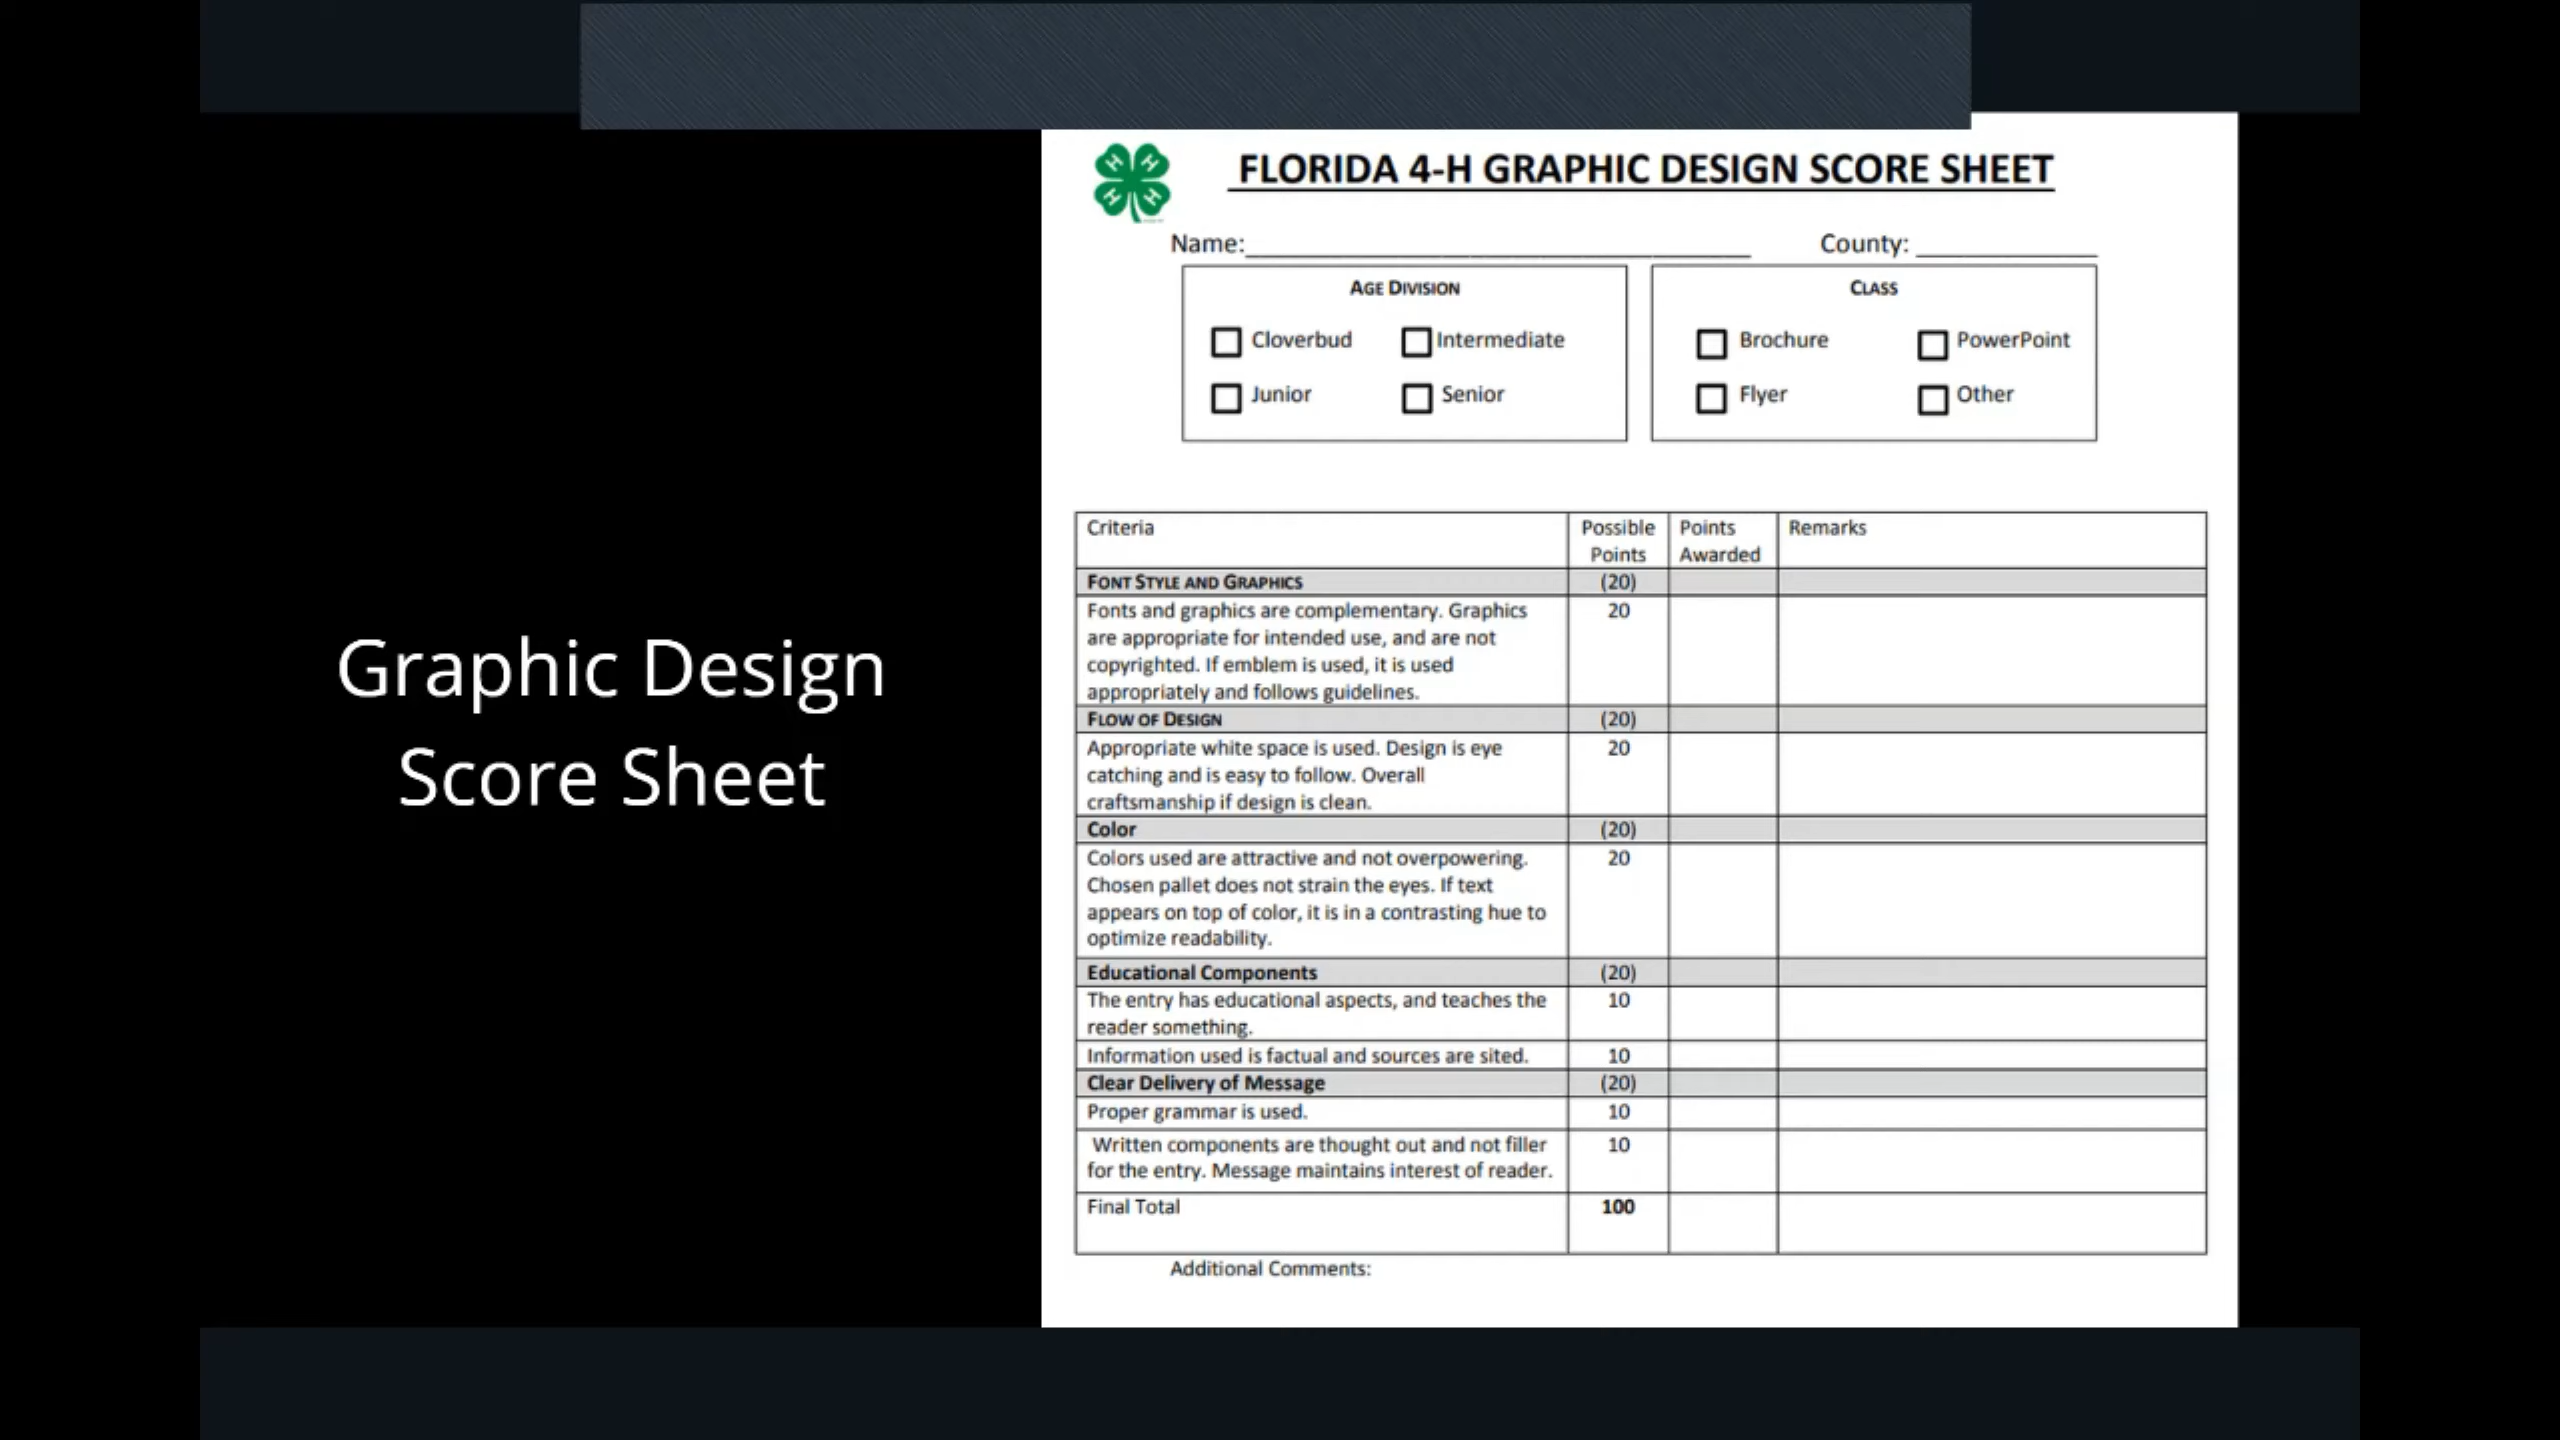 Graphic Design
Score Sheet
FLORIDA 4-H GRAPHIC DESIGN SCORE SHEET
H H H H
Name: County:
AGE DIVISION
Cloverbud Intermediate
Junior Senior
CLASS
Brochure PowerPoint
Flyer Other
Criteria Possible Points Points Awarded Remarks
FONT STYLE AND GRAPHICS (20)
Fonts and graphics are complementary. Graphics 20
are appropriate for intended use, and are not
copyrighted. If emblem is used, it is used
appropriately and follows guidelines.
FLOW OF DESIGN (20)
Appropriate white space is used. Design is eye 20
catching and is easy to follow. Overall
craftsmanship if design is clean.
Color (20)
Colors used are attractive and not overpowering. 20
Chosen pallet does not strain the eyes. If text
appears on top of color, it is in a contrasting hue to
optimize readability.
Educational Components (20)
The entry has educational aspects, and teaches the 10
reader something.
Information used is factual and sources are sited. 10
Clear Delivery of Message (20)
Proper grammar is used. 10
Written components are thought out and not filler 10
for the entry. Message maintains interest of reader.
Final Total 100
Additional Comments: